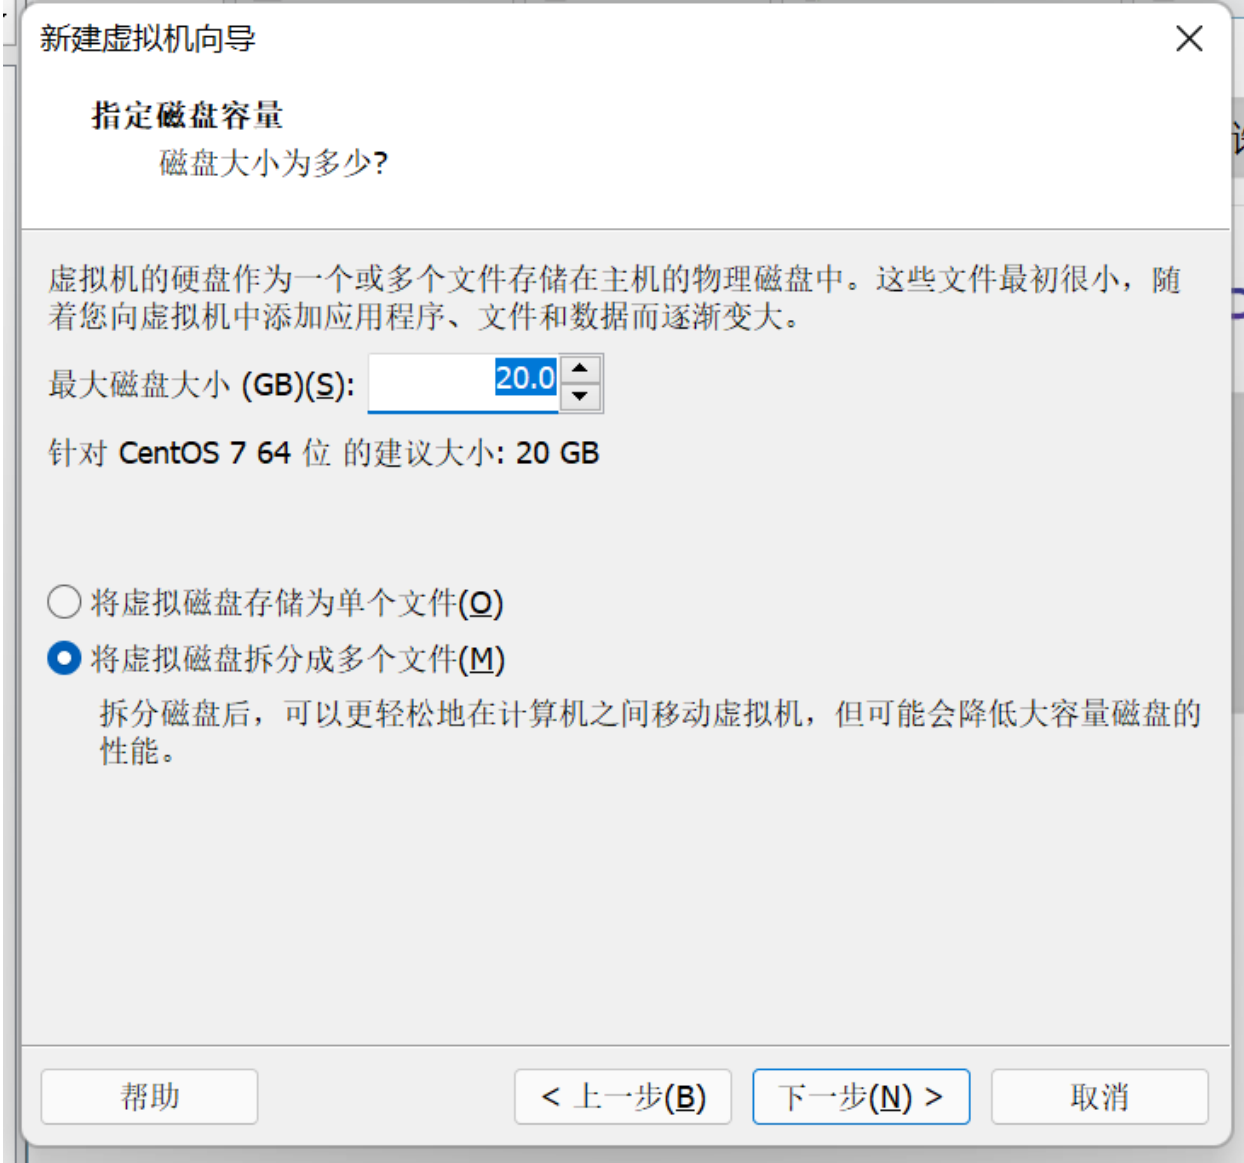 新建虚拟机向导
指定磁盘容量
磁盘大小为多少?
虚拟机的硬盘作为一个或多个文件存储在主机的物理磁盘中。这些文件最初很小，随
着您向虚拟机中添加应用程序、文件和数据而逐渐变大。
最大磁盘大小 (GB)(S): 20.0
针对 CentOS 7 64 位 的建议大小: 20 GB
将虚拟磁盘存储为单个文件(O)
将虚拟磁盘拆分成多个文件(M)
拆分磁盘后，可以更轻松地在计算机之间移动虚拟机，但可能会降低大容量磁盘的
性能。
帮助 < 上一步(B) 下一步(N) > 取消